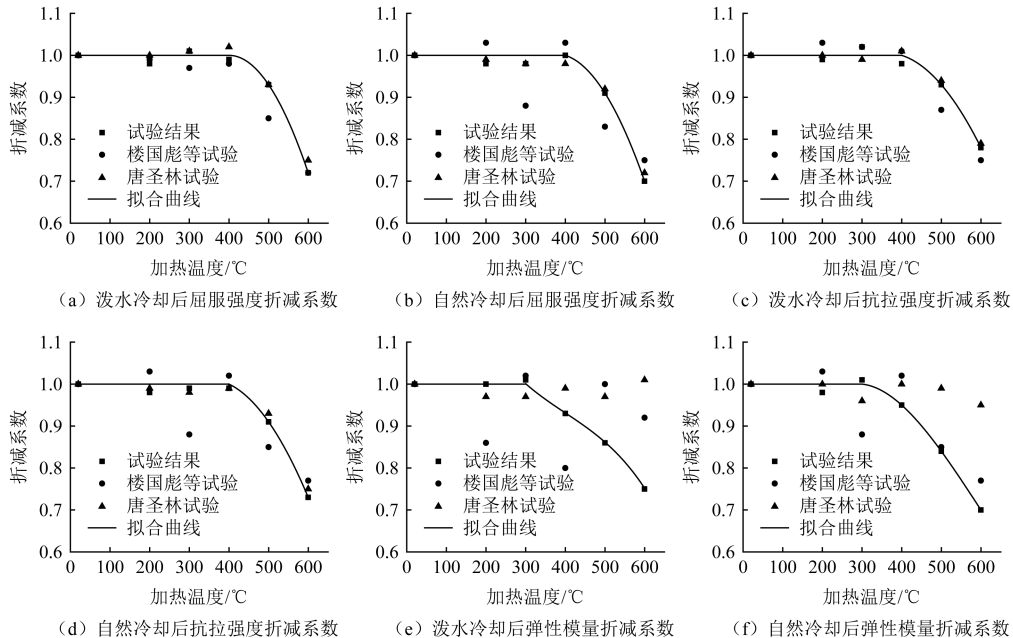 1.1
1.0
0.9
0.8
0.7
0.6
折减系数
试验结果
楼国彪等试验
唐圣林试验
拟合曲线
0 100 200 300 400 500 600
加热温度/℃
（a）泼水冷却后屈服强度折减系数
1.1
1.0
0.9
0.8
0.7
0.6
折减系数
试验结果
楼国彪等试验
唐圣林试验
拟合曲线
0 100 200 300 400 500 600
加热温度/℃
（b）自然冷却后屈服强度折减系数
1.1
1.0
0.9
0.8
0.7
0.6
折减系数
试验结果
楼国彪等试验
唐圣林试验
拟合曲线
0 100 200 300 400 500 600
加热温度/℃
（c）泼水冷却后抗拉强度折减系数
1.1
1.0
0.9
0.8
0.7
0.6
折减系数
试验结果
楼国彪等试验
唐圣林试验
拟合曲线
0 100 200 300 400 500 600
加热温度/℃
（d）自然冷却后抗拉强度折减系数
1.1
1.0
0.9
0.8
0.7
0.6
折减系数
试验结果
楼国彪等试验
唐圣林试验
拟合曲线
0 100 200 300 400 500 600
加热温度/℃
（e）泼水冷却后弹性模量折减系数
1.1
1.0
0.9
0.8
0.7
0.6
折减系数
试验结果
楼国彪等试验
唐圣林试验
拟合曲线
0 100 200 300 400 500 600
加热温度/℃
（f）自然冷却后弹性模量折减系数